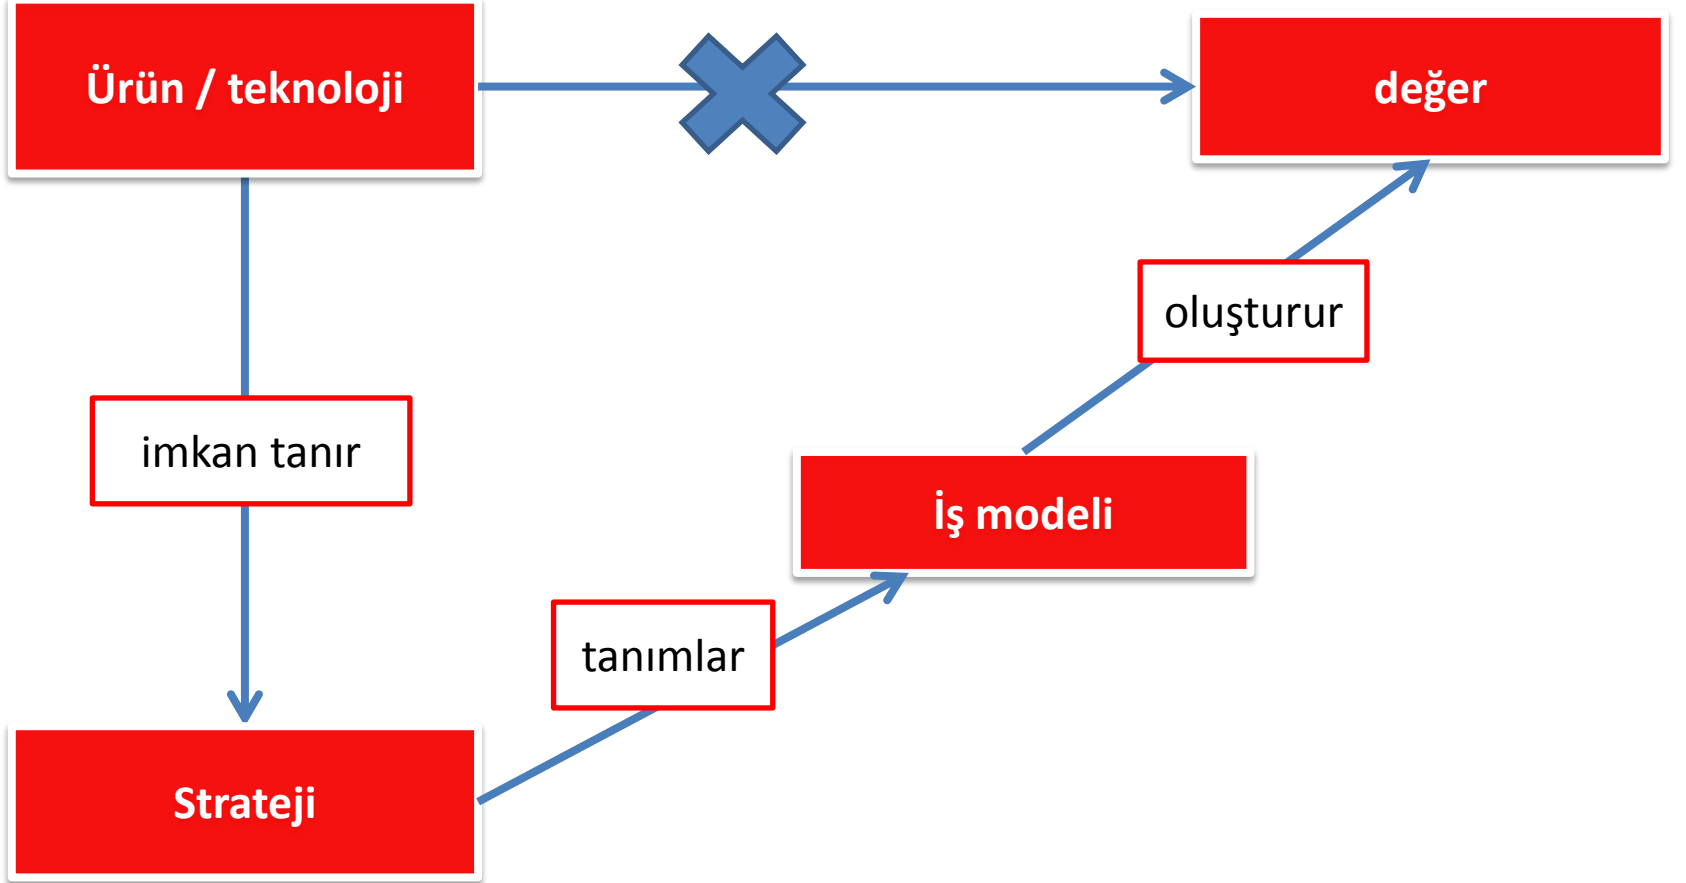 Ürün / teknoloji
değer
oluşturur
imkan tanır
İş modeli
tanımlar
Strateji